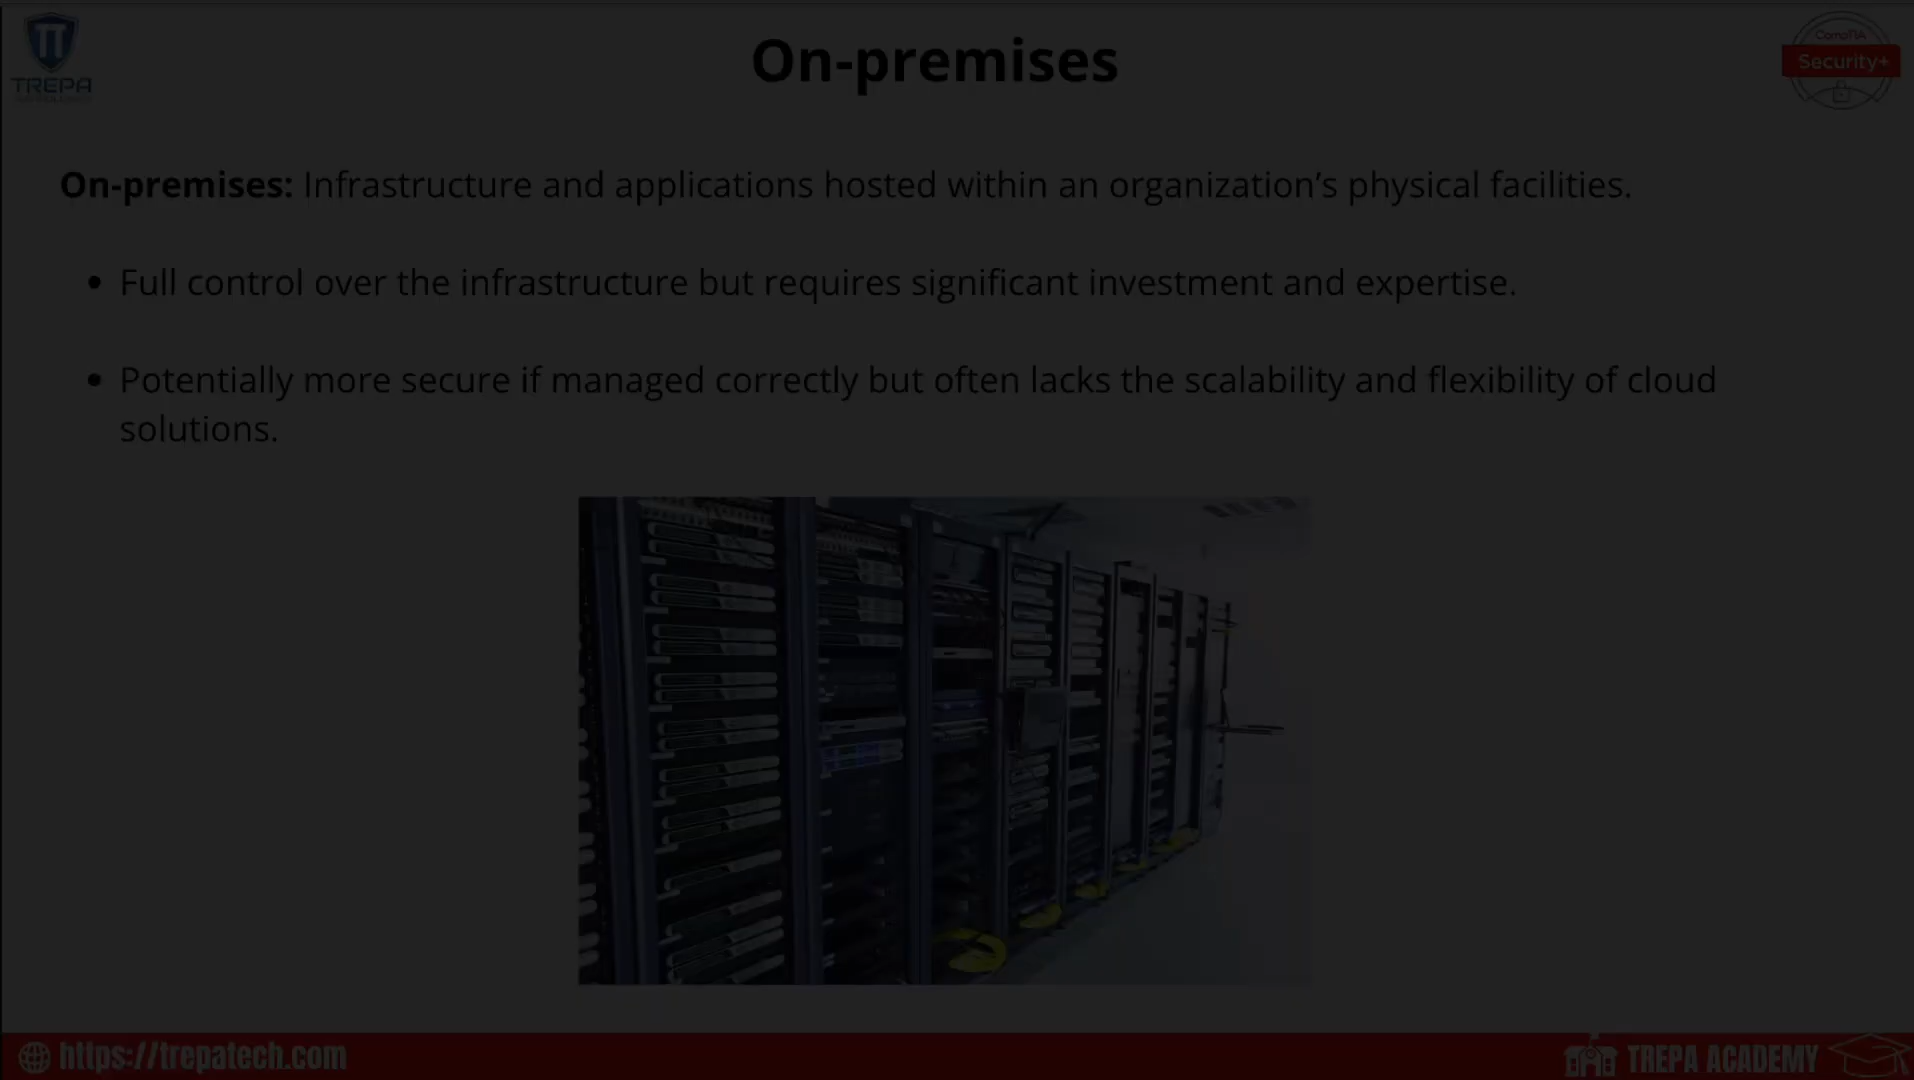 TREPA
On-premises
CompTIA
Security+
On-premises: Infrastructure and applications hosted within an organization’s physical facilities.
• Full control over the infrastructure but requires significant investment and expertise.
• Potentially more secure if managed correctly but often lacks the scalability and flexibility of cloud
solutions.
https://trepatech.com
TREPA ACADEMY